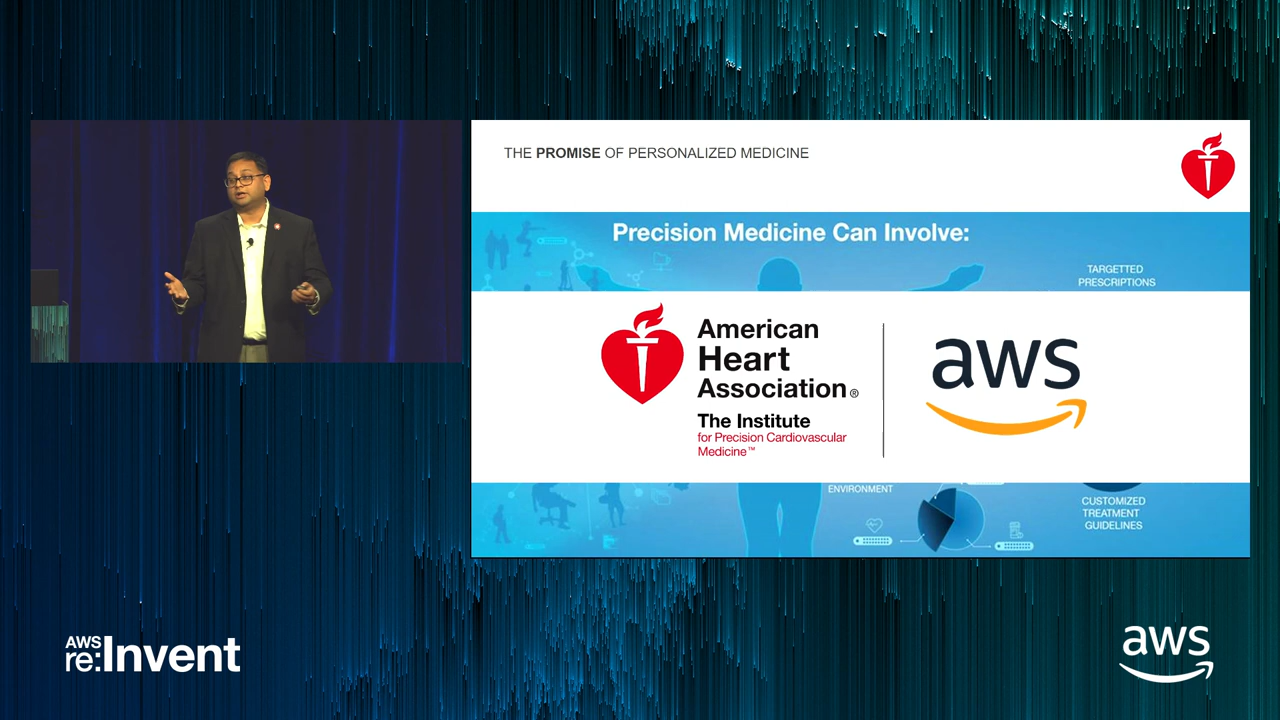 THE PROMISE OF PERSONALIZED MEDICINE
Precision Medicine Can Involve:
TARGETTED
PRESCRIPTIONS
American
Heart
Association®
The Institute
for Precision Cardiovascular
Medicine™
aws
ENVIRONMENT
CUSTOMIZED
TREATMENT
GUIDELINES
AWS
re:Invent
aws